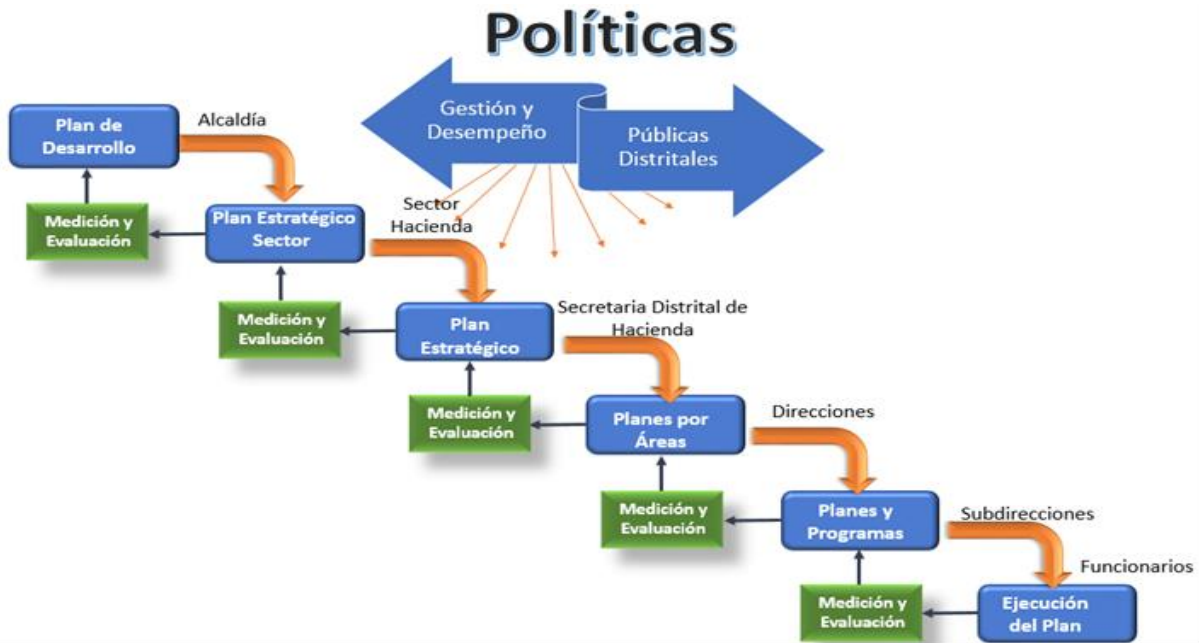 Políticas
Gestión y
Desempeño
Públicas
Distritales
Plan de
Desarrollo
Alcaldía
Medición y
Evaluación
Plan Estratégico
Sector
Sector
Hacienda
Medición y
Evaluación
Plan
Estratégico
Secretaria Distrital de
Hacienda
Medición y
Evaluación
Planes por
Áreas
Direcciones
Medición y
Evaluación
Planes y
Programas
Subdirecciones
Funcionarios
Medición y
Evaluación
Ejecución
del Plan